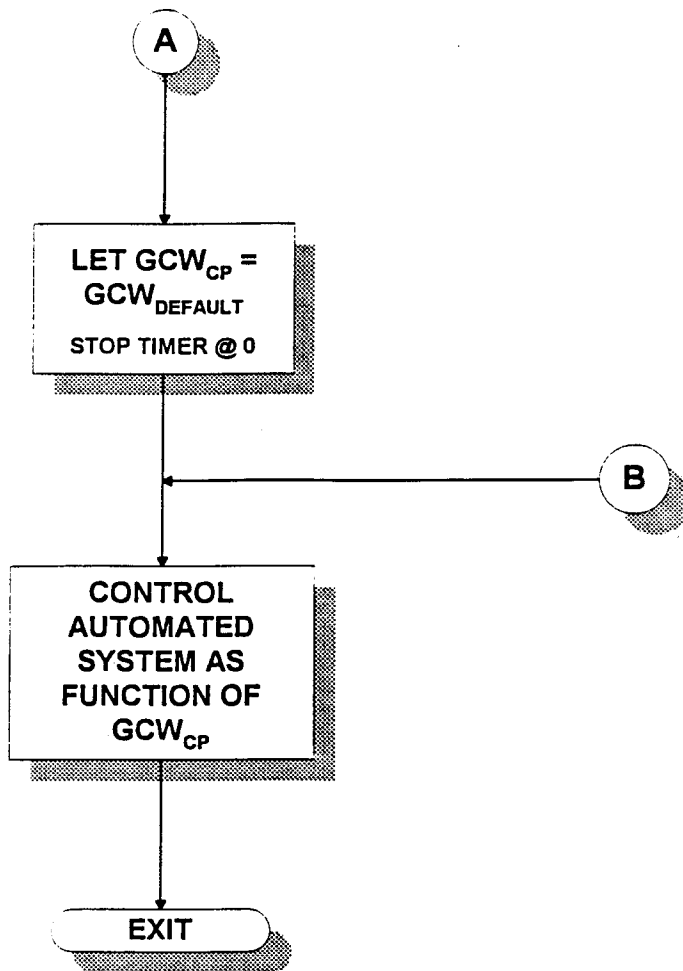 A
LET GCW_CP =
GCW_DEFAULT
STOP TIMER @ 0
B
CONTROL
AUTOMATED
SYSTEM AS
FUNCTION OF
GCW_CP
EXIT